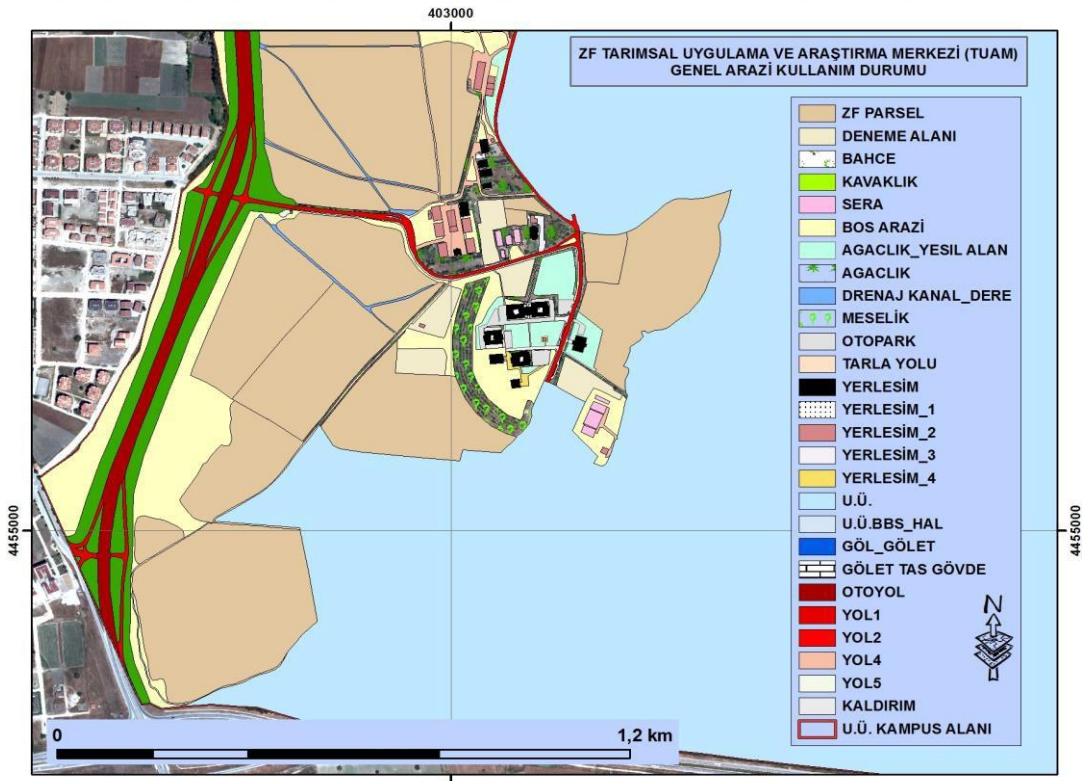 403000
ZF TARIMSAL UYGULAMA VE ARAŞTIRMA MERKEZİ (TUAM)
GENEL ARAZİ KULLANIM DURUMU
ZF PARSEL
DENEME ALANI
BAHCE
KAVAKLIK
SERA
BOS ARAZİ
AGACLIK_YESIL ALAN
AGACLIK
DRENAJ KANAL_DERE
MESELİK
OTOPARK
TARLA YOLU
YERLESİM
YERLESİM_1
YERLESİM_2
YERLESİM_3
YERLESİM_4
U.Ü.
U.Ü.BBS_HAL
GÖL_GÖLET
GÖLET TAS GÖVDE
OTOYOL
YOL1
YOL2
YOL4
YOL5
KALDIRIM
U.Ü. KAMPUS ALANI
N
4455000
4455000
0
1,2 km